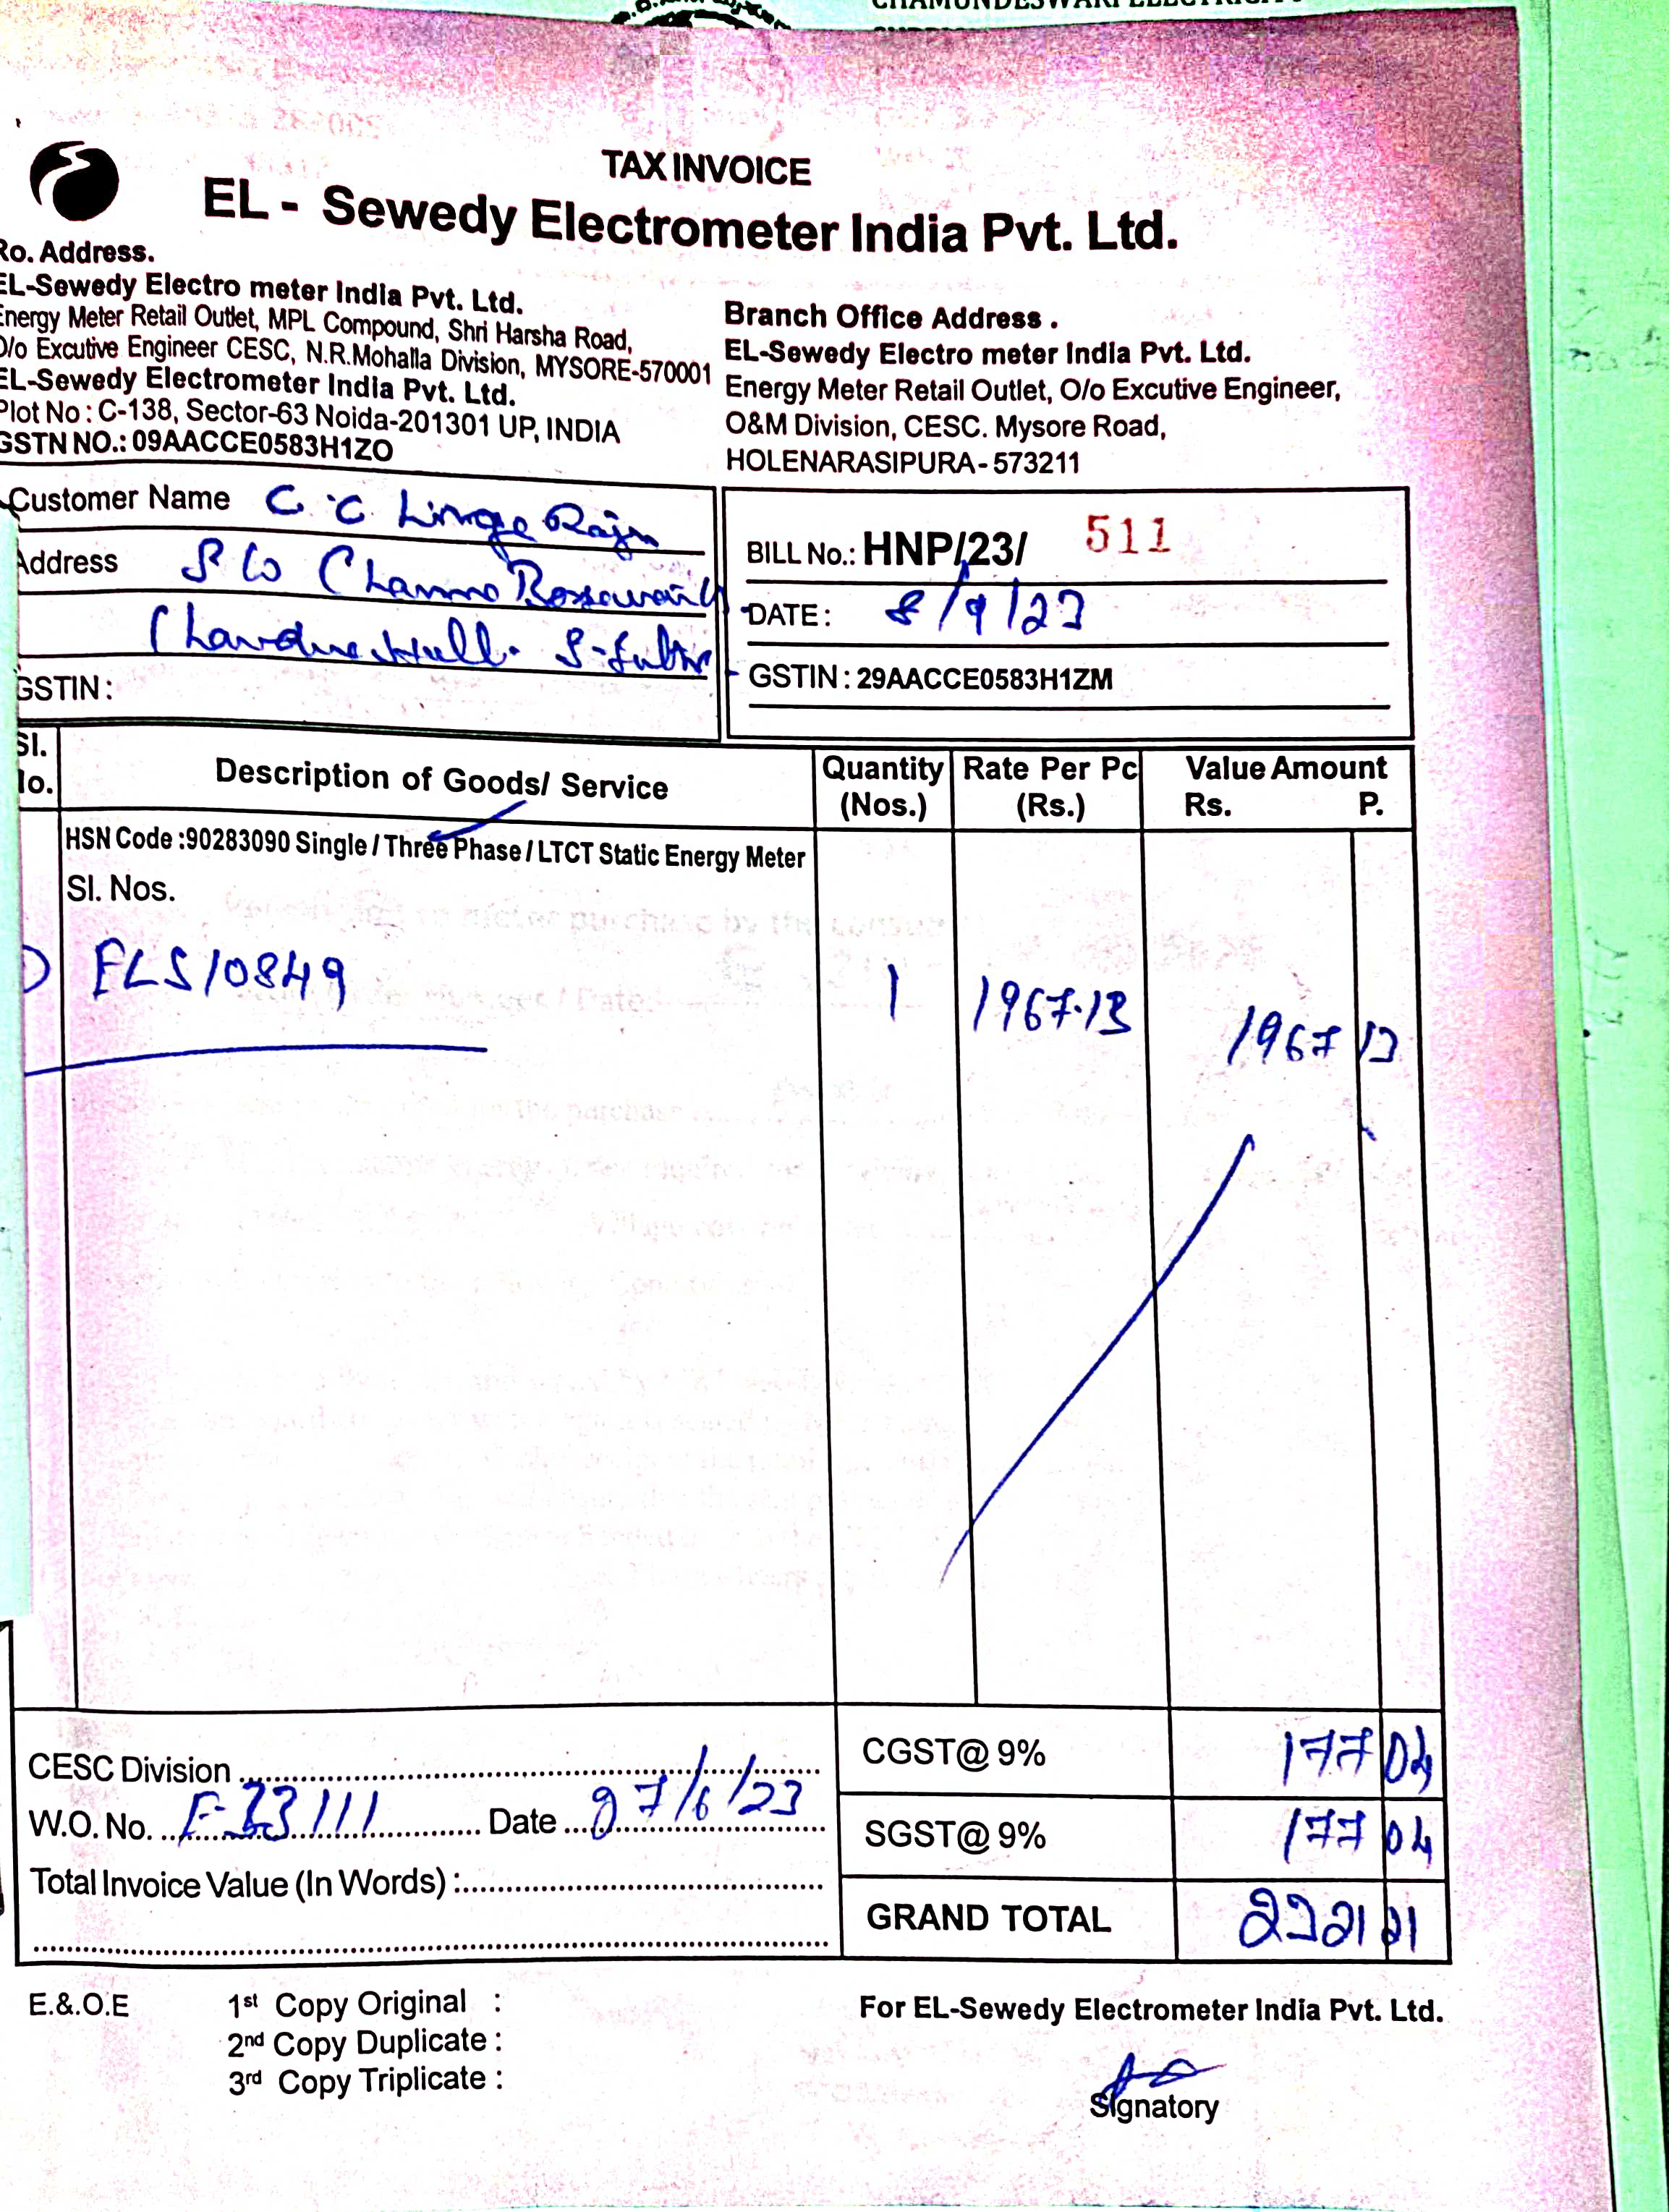 CHAMUNDESWARI ELECTRICITY
TAX INVOICE
EL - Sewedy Electrometer India Pvt. Ltd.
Ro. Address.
EL-Sewedy Electro meter India Pvt. Ltd.
Energy Meter Retail Outlet, MPL Compound, Shri Harsha Road,
O/o Excutive Engineer CESC, N.R.Mohalla Division, MYSORE-570001
EL-Sewedy Electrometer India Pvt. Ltd.
Plot No : C-138, Sector-63 Noida-201301 UP, INDIA
GSTN NO.: 09AACCE0583H1ZO
Branch Office Address .
EL-Sewedy Electro meter India Pvt. Ltd.
Energy Meter Retail Outlet, O/o Excutive Engineer,
O&M Division, CESC. Mysore Road,
HOLENARASIPURA- 573211
Customer Name C C Linge Raju
Address S/o Channa
GSTIN :
BILL No.: HNP/23/ 511
DATE : 8/9/23
GSTIN : 29AACCE0583H1ZM
Sl. No. Description of Goods/ Service Quantity (Nos.) Rate Per Pc (Rs.) Value Amount Rs. P.
HSN Code :90283090 Single / Three Phase / LTCT Static Energy Meter
Sl. Nos.
ELS10849 1 1967.13 1967 13
CESC Division
W.O. No. F-23111 Date 07/6/23
Total Invoice Value (In Words) :
CGST@ 9% 177 04
SGST@ 9% 177 04
GRAND TOTAL 2321 21
E.&.O.E
1st Copy Original :
2nd Copy Duplicate :
3rd Copy Triplicate :
For EL-Sewedy Electrometer India Pvt. Ltd.
Signatory